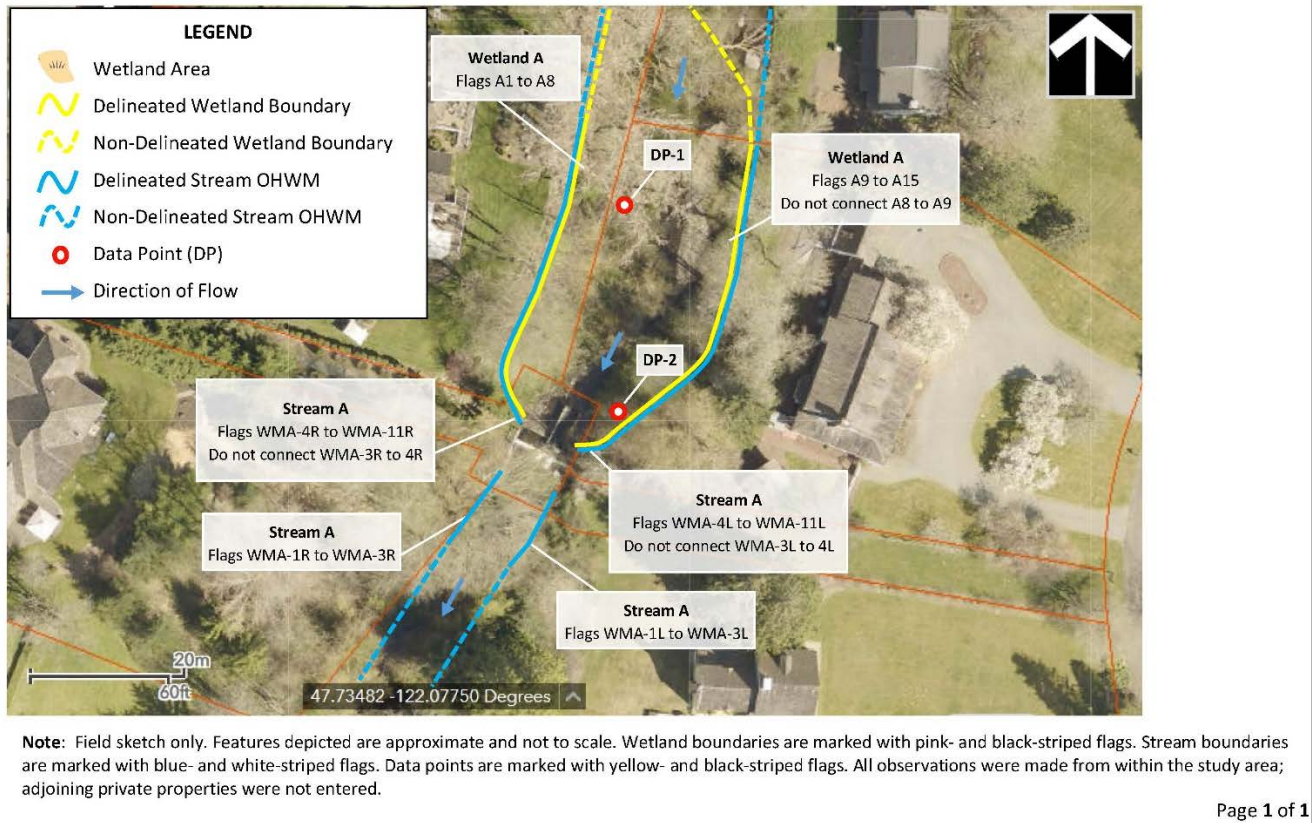 LEGEND
Wetland Area
Delineated Wetland Boundary
Non-Delineated Wetland Boundary
Delineated Stream OHWM
Non-Delineated Stream OHWM
Data Point (DP)
Direction of Flow
Wetland A
Flags A1 to A8
DP-1
Wetland A
Flags A9 to A15
Do not connect A8 to A9
DP-2
Stream A
Flags WMA-4R to WMA-11R
Do not connect WMA-3R to 4R
Stream A
Flags WMA-4L to WMA-11L
Do not connect WMA-3L to 4L
Stream A
Flags WMA-1R to WMA-3R
Stream A
Flags WMA-1L to WMA-3L
20m
60ft
47.73482 -122.07750 Degrees
Note: Field sketch only. Features depicted are approximate and not to scale. Wetland boundaries are marked with pink- and black-striped flags. Stream boundaries
are marked with blue- and white-striped flags. Data points are marked with yellow- and black-striped flags. All observations were made from within the study area;
adjoining private properties were not entered.
Page 1 of 1